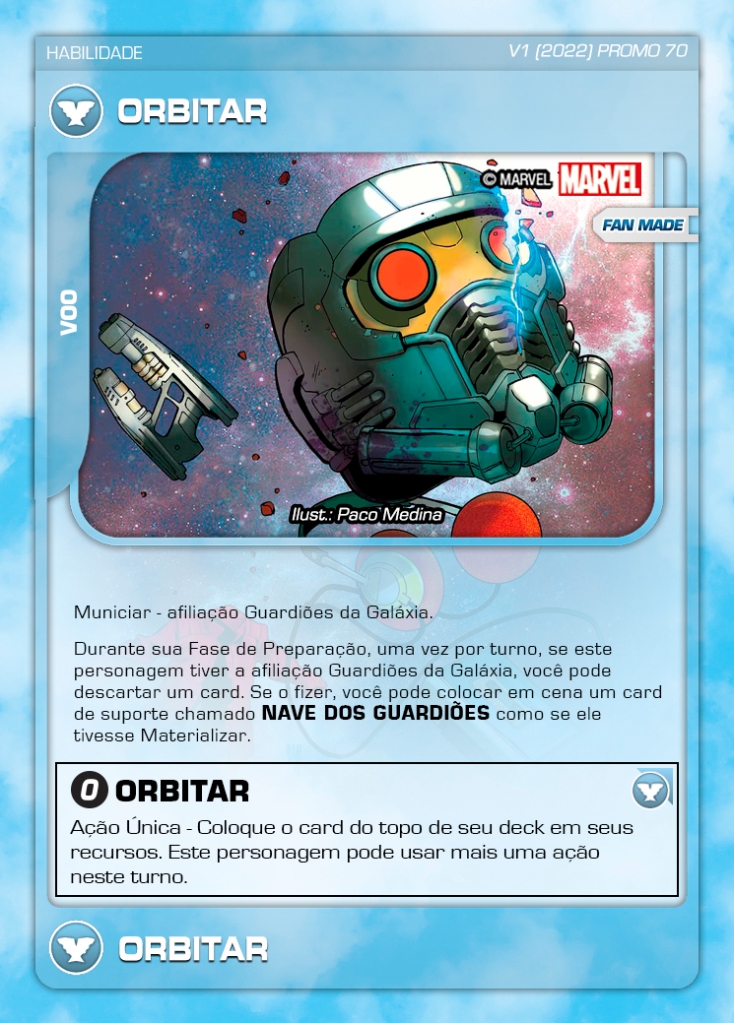 HABILIDADE
V1 (2022) PROMO 70
ORBITAR
© MARVEL MARVEL
FAN MADE
VOO
Ilust.: Paco Medina
Municiar - afiliação Guardiões da Galáxia.
Durante sua Fase de Preparação, uma vez por turno, se este
personagem tiver a afiliação Guardiões da Galáxia, você pode
descartar um card. Se o fizer, você pode colocar em cena um card
de suporte chamado NAVE DOS GUARDIÕES como se ele
tivesse Materializar.
0 ORBITAR
Ação Única - Coloque o card do topo de seu deck em seus
recursos. Este personagem pode usar mais uma ação
neste turno.
ORBITAR